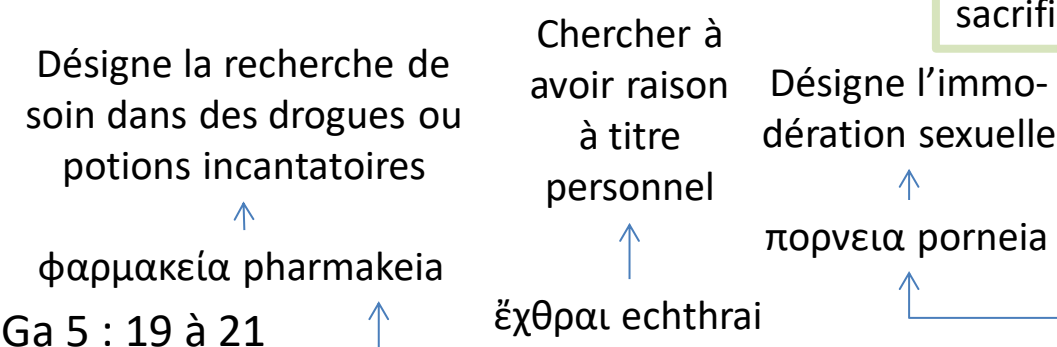 Désigne la recherche de
soin dans des drogues ou
potions incantatoires
φαρμακεία pharmakeia
Ga 5 : 19 à 21
Chercher à
avoir raison
à titre
personnel
ἔχθραι echthrai
sacrifi
Désigne l’immo-
dération sexuelle
πορνεια porneia